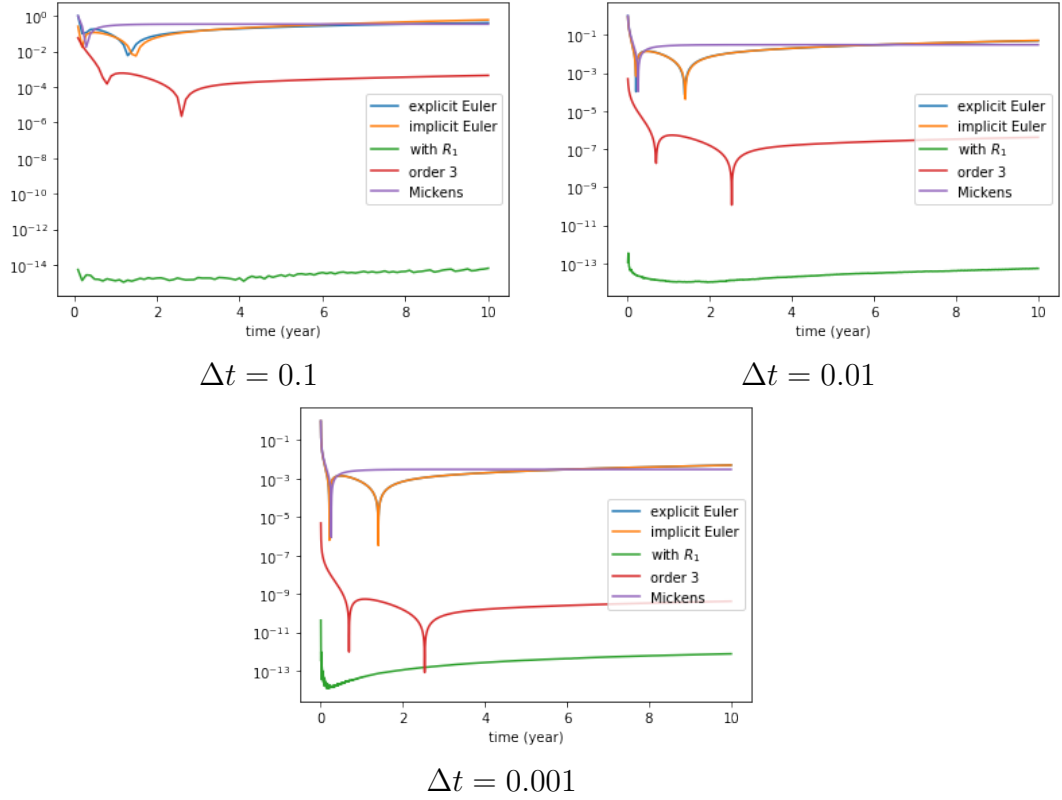 10⁰
10⁻²
10⁻⁴
10⁻⁶
10⁻⁸
10⁻¹⁰
10⁻¹²
10⁻¹⁴
explicit Euler
implicit Euler
with R₁
order 3
Mickens
0 2 4 6 8 10
time (year)
Δt = 0.1
10⁻¹
10⁻³
10⁻⁵
10⁻⁷
10⁻⁹
10⁻¹¹
10⁻¹³
explicit Euler
implicit Euler
with R₁
order 3
Mickens
0 2 4 6 8 10
time (year)
Δt = 0.01
10⁻¹
10⁻³
10⁻⁵
10⁻⁷
10⁻⁹
10⁻¹¹
10⁻¹³
explicit Euler
implicit Euler
with R₁
order 3
Mickens
0 2 4 6 8 10
time (year)
Δt = 0.001